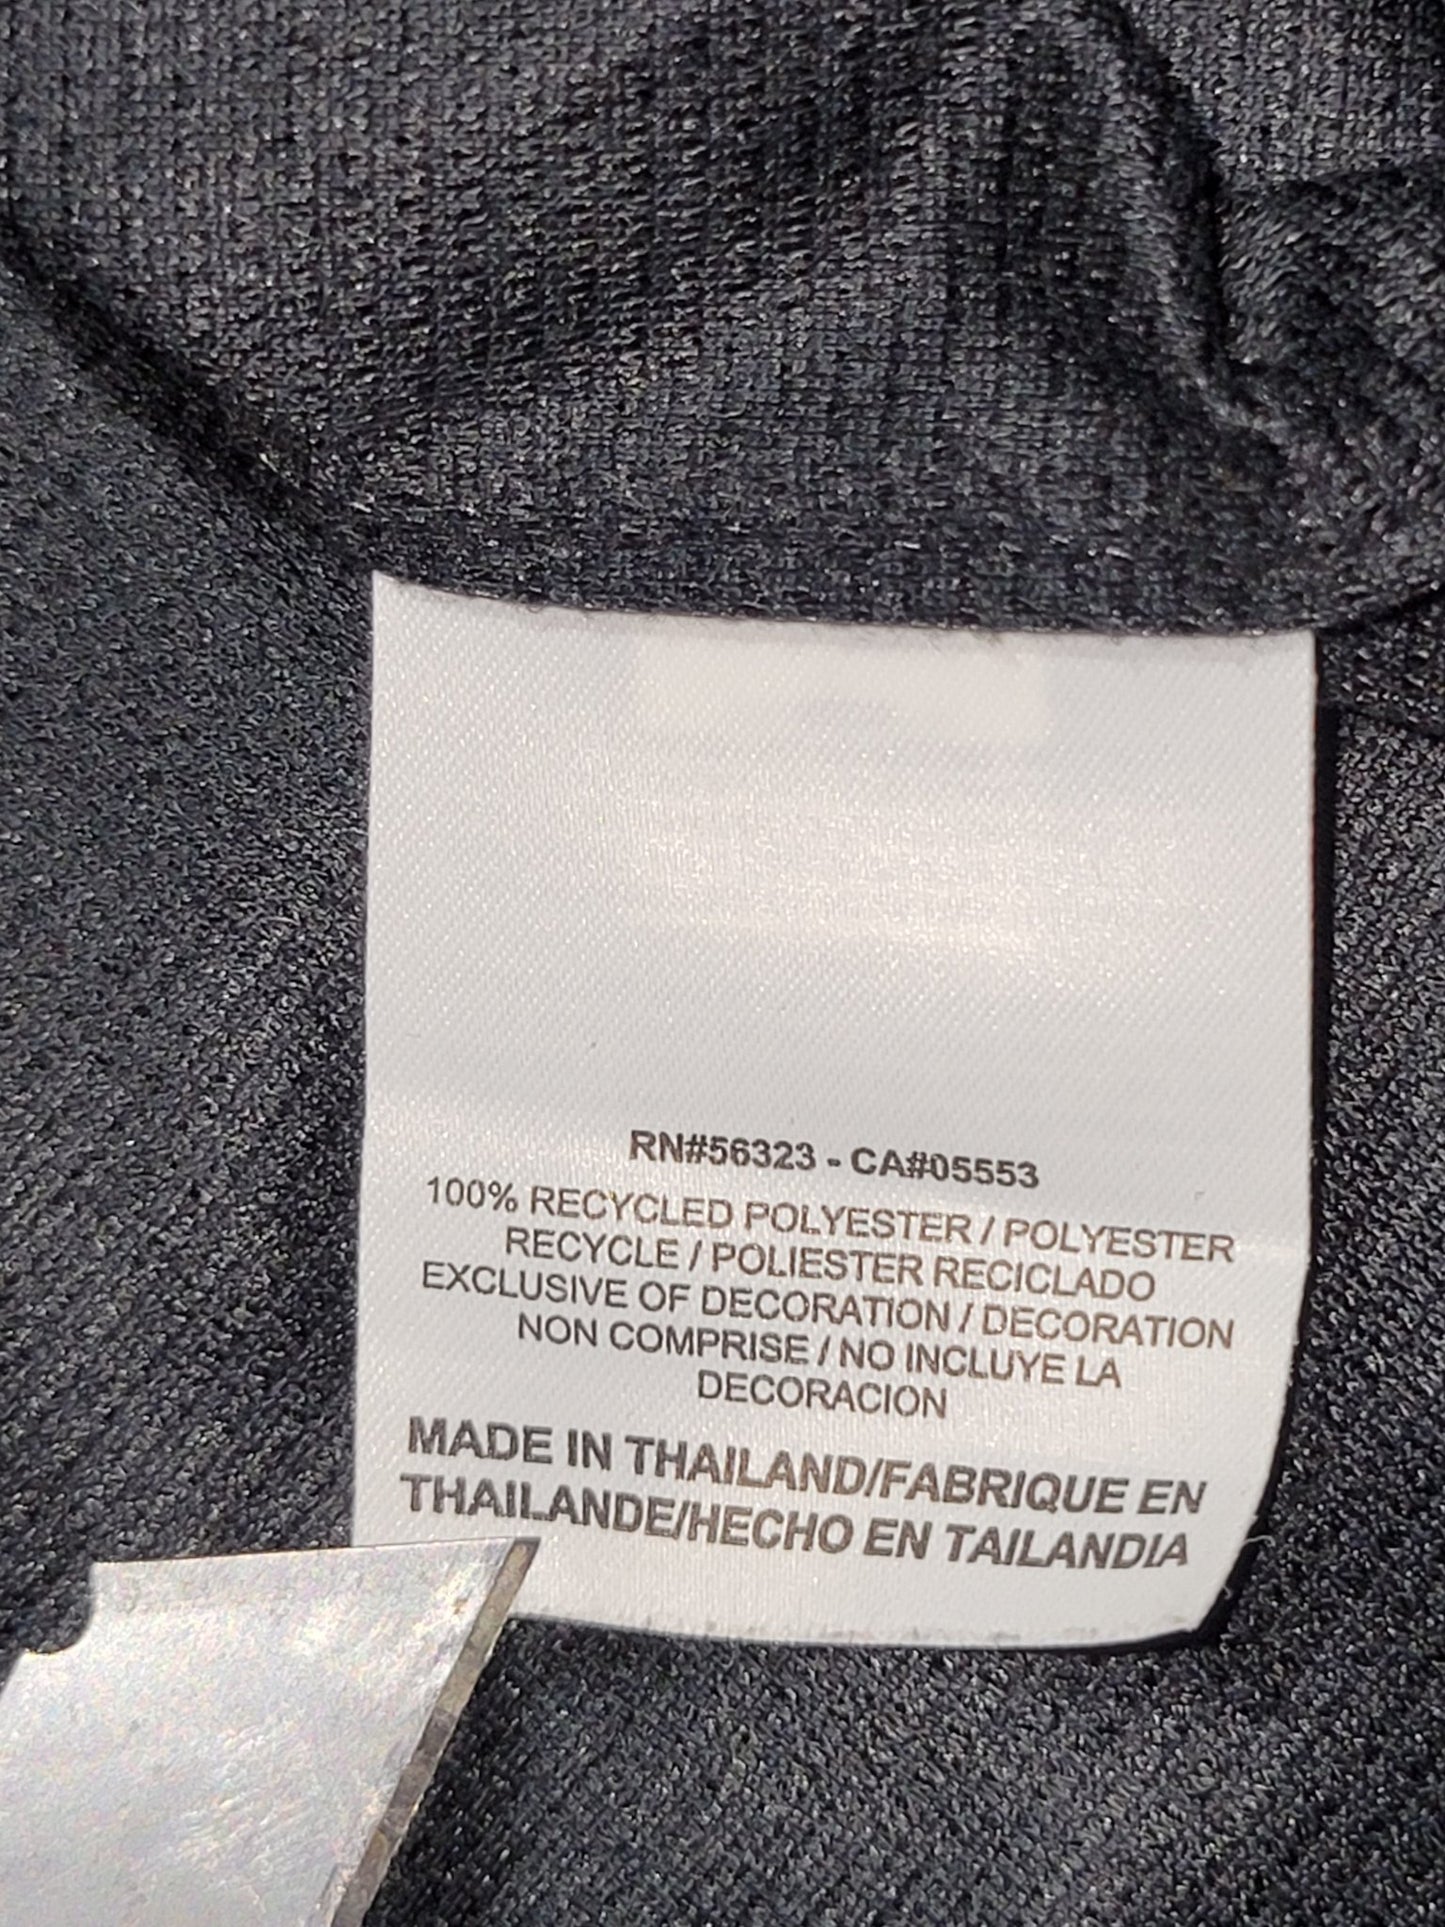 RN#56323 - CA#05553
100% RECYCLED POLYESTER / POLYESTER
RECYCLE / POLIESTER RECICLADO
EXCLUSIVE OF DECORATION / DECORATION
NON COMPRISE / NO INCLUYE LA
DECORACION
MADE IN THAILAND/FABRIQUE EN
THAILANDE/HECHO EN TAILANDIA